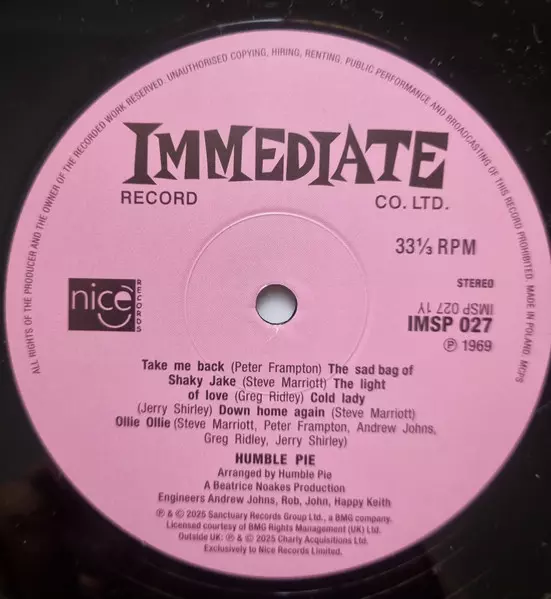 ALL RIGHTS OF THE PRODUCER AND THE OWNER OF THE RECORDED WORK RESERVED. UNAUTHORISED COPYING, HIRING, RENTING, PUBLIC PERFORMANCE AND BROADCASTING OF THIS RECORD PROHIBITED. MADE IN POLAND. MCPS
IMMEDIATE
RECORD CO. LTD.
33⅓ RPM
STEREO
nice RECORDS
IMSP 027 1Y
IMSP 027
℗ 1969
Take me back (Peter Frampton) The sad bag of
Shaky Jake (Steve Marriott) The light
of love (Greg Ridley) Cold lady
(Jerry Shirley) Down home again (Steve Marriott)
Ollie Ollie (Steve Marriott, Peter Frampton, Andrew Johns,
Greg Ridley, Jerry Shirley)
HUMBLE PIE
Arranged by Humble Pie
A Beatrice Noakes Production
Engineers Andrew Johns, Rob, John, Happy Keith
℗ & © 2025 Sanctuary Records Group Ltd., a BMG company.
Licensed courtesy of BMG Rights Management (UK) Ltd.
Outside UK: ℗ & © 2025 Charly Acquisitions Ltd.
Exclusively to Nice Records Limited.